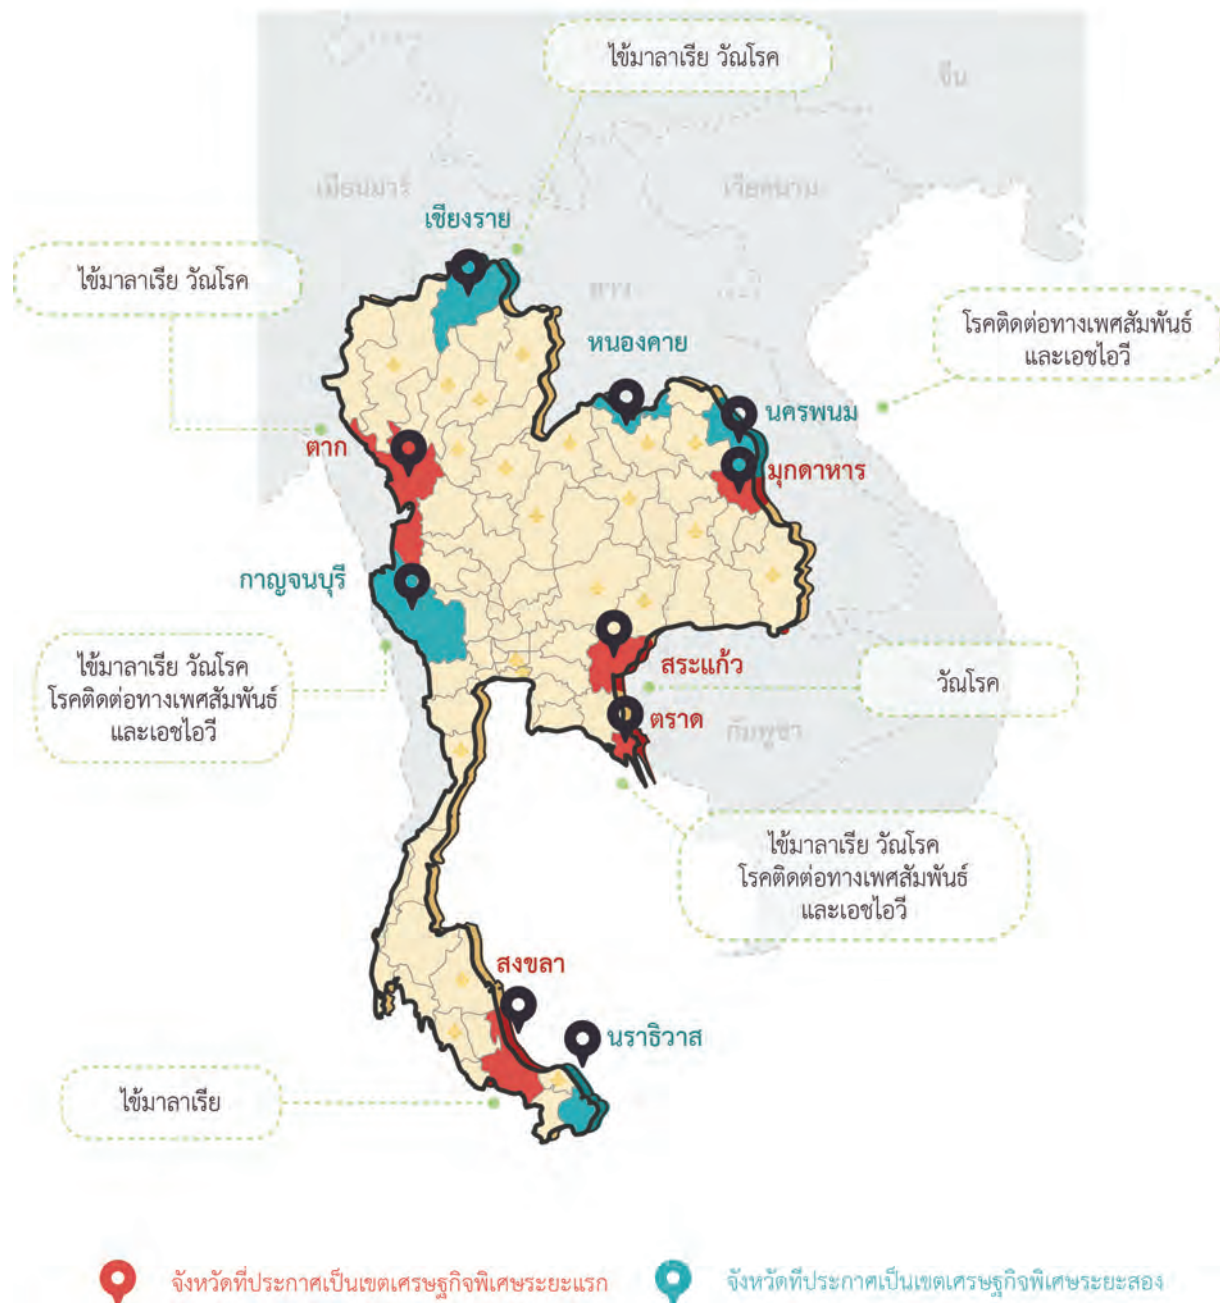 ไข้มาลาเรีย วัณโรค
จีน
เมียนมาร์
เวียดนาม
เชียงราย
ไข้มาลาเรีย วัณโรค
ลาว
โรคติดต่อทางเพศสัมพันธ์
และเอชไอวี
หนองคาย
นครพนม
ตาก
มุกดาหาร
กาญจนบุรี
ไข้มาลาเรีย วัณโรค
โรคติดต่อทางเพศสัมพันธ์
และเอชไอวี
สระแก้ว
วัณโรค
ตราด
กัมพูชา
ไข้มาลาเรีย วัณโรค
โรคติดต่อทางเพศสัมพันธ์
และเอชไอวี
สงขลา
นราธิวาส
ไข้มาลาเรีย
จังหวัดที่ประกาศเป็นเขตเศรษฐกิจพิเศษระยะแรก
จังหวัดที่ประกาศเป็นเขตเศรษฐกิจพิเศษระยะสอง